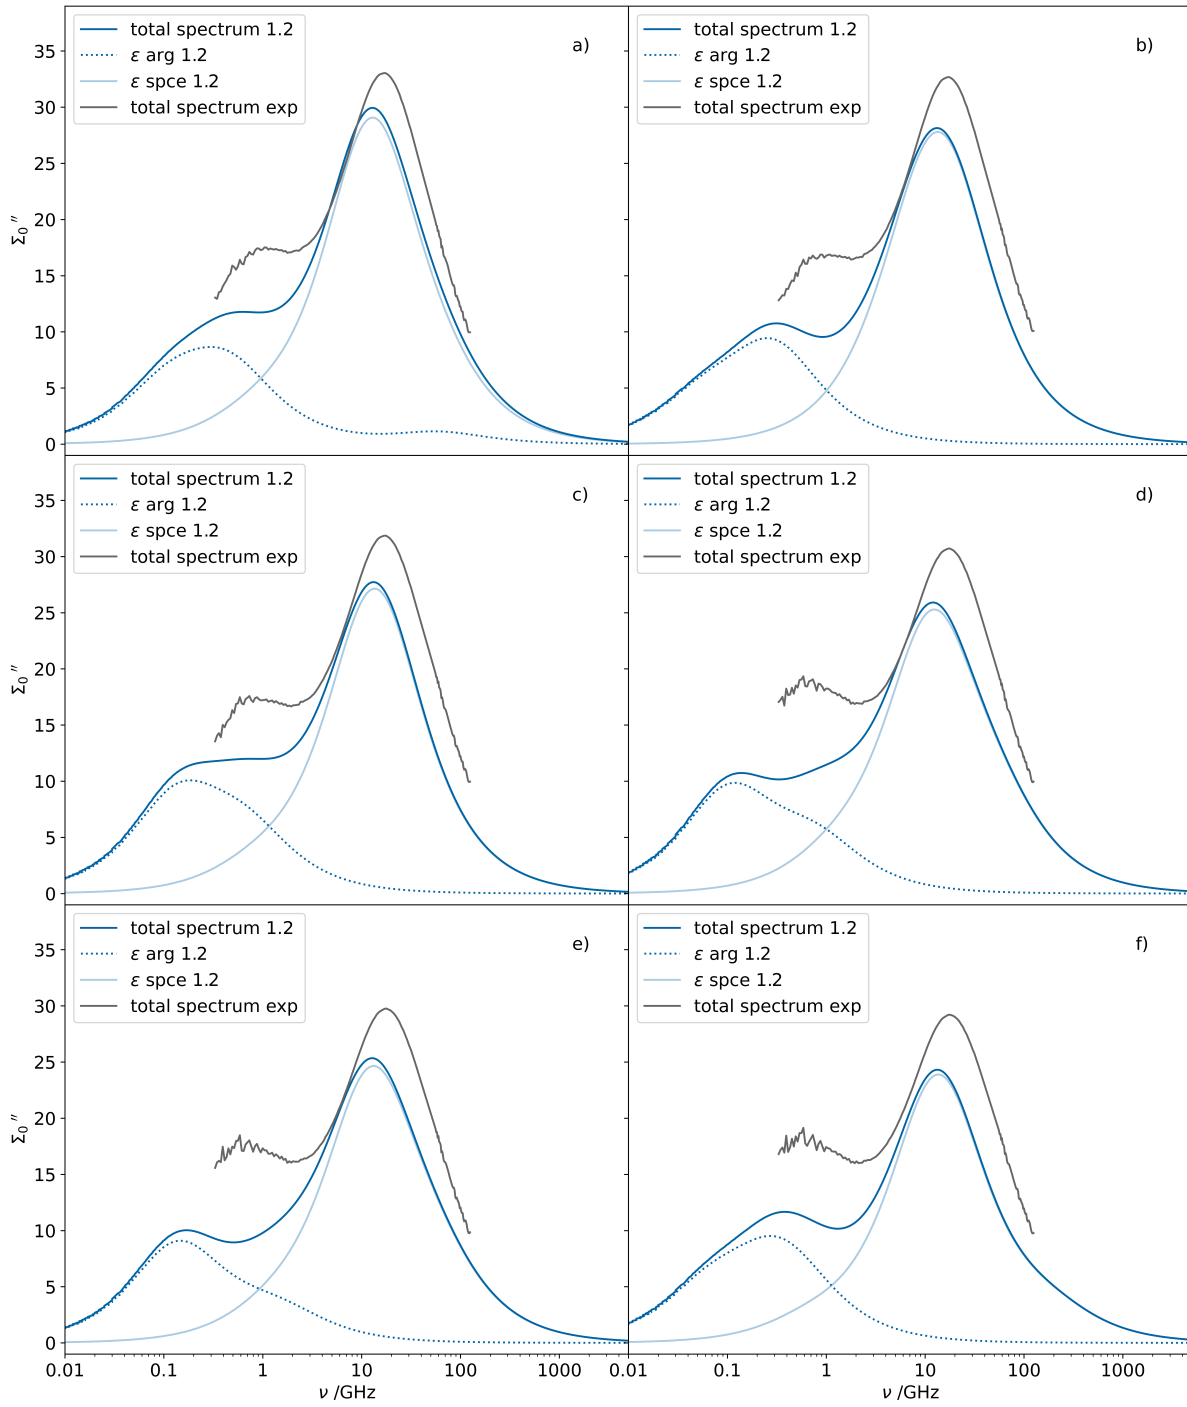 total spectrum 1.2
ε arg 1.2
ε spce 1.2
total spectrum exp
a)
35
30
25
20
15
10
5
0
Σ₀ ″
total spectrum 1.2
ε arg 1.2
ε spce 1.2
total spectrum exp
b)
total spectrum 1.2
ε arg 1.2
ε spce 1.2
total spectrum exp
c)
35
30
25
20
15
10
5
0
Σ₀ ″
total spectrum 1.2
ε arg 1.2
ε spce 1.2
total spectrum exp
d)
total spectrum 1.2
ε arg 1.2
ε spce 1.2
total spectrum exp
e)
35
30
25
20
15
10
5
0
Σ₀ ″
total spectrum 1.2
ε arg 1.2
ε spce 1.2
total spectrum exp
f)
0.01 0.1 1 10 100 1000 0.01 0.1 1 10 100 1000
ν /GHz ν /GHz